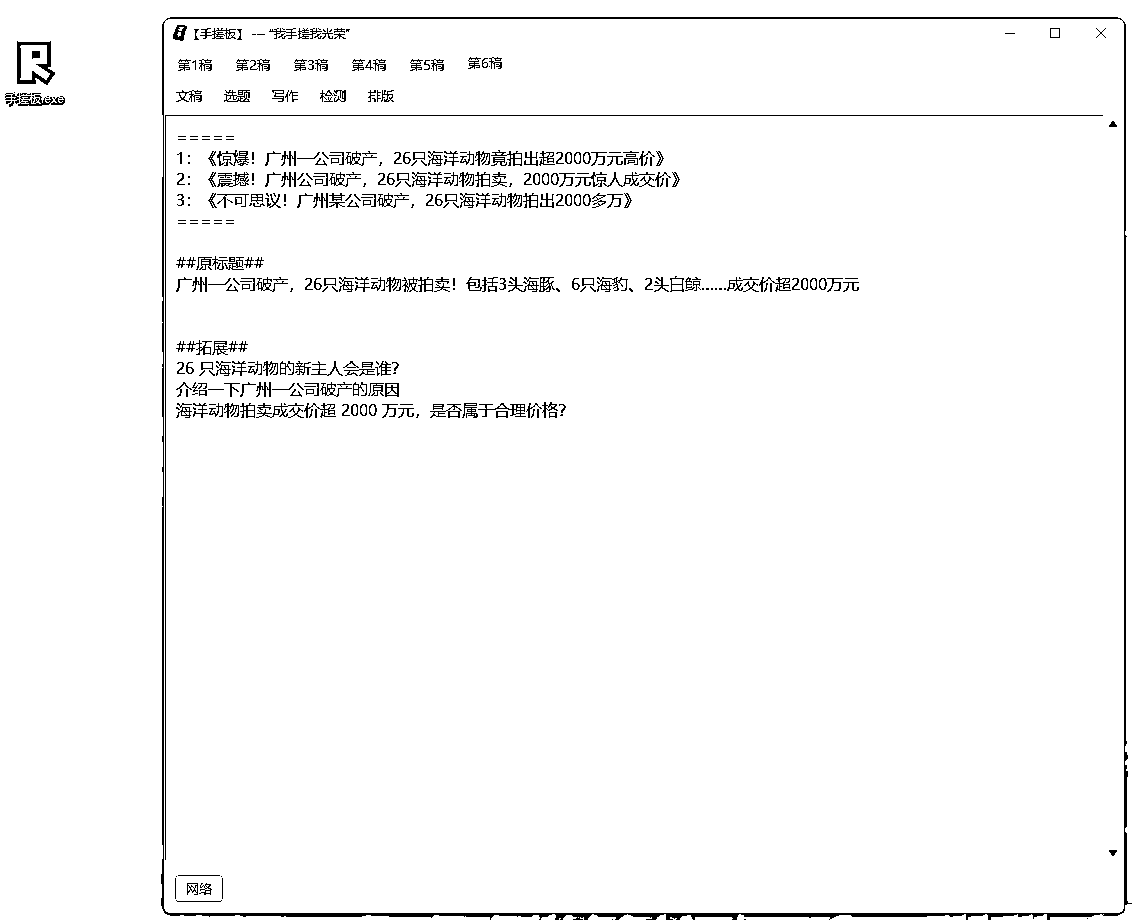 手搓板.exe
【手搓板】 --- “我手搓我光荣”
第1稿 第2稿 第3稿 第4稿 第5稿 第6稿
文稿 选题 写作 检测 排版
=====
1：《惊爆！广州一公司破产，26只海洋动物竟拍出超2000万元高价》
2：《震撼！广州公司破产，26只海洋动物拍卖，2000万元惊人成交价》
3：《不可思议！广州某公司破产，26只海洋动物拍出2000多万》
=====
##原标题##
广州一公司破产，26只海洋动物被拍卖！包括3头海豚、6只海豹、2头白鲸……成交价超2000万元
##拓展##
26 只海洋动物的新主人会是谁？
介绍一下广州一公司破产的原因
海洋动物拍卖成交价超 2000 万元，是否属于合理价格？
网络